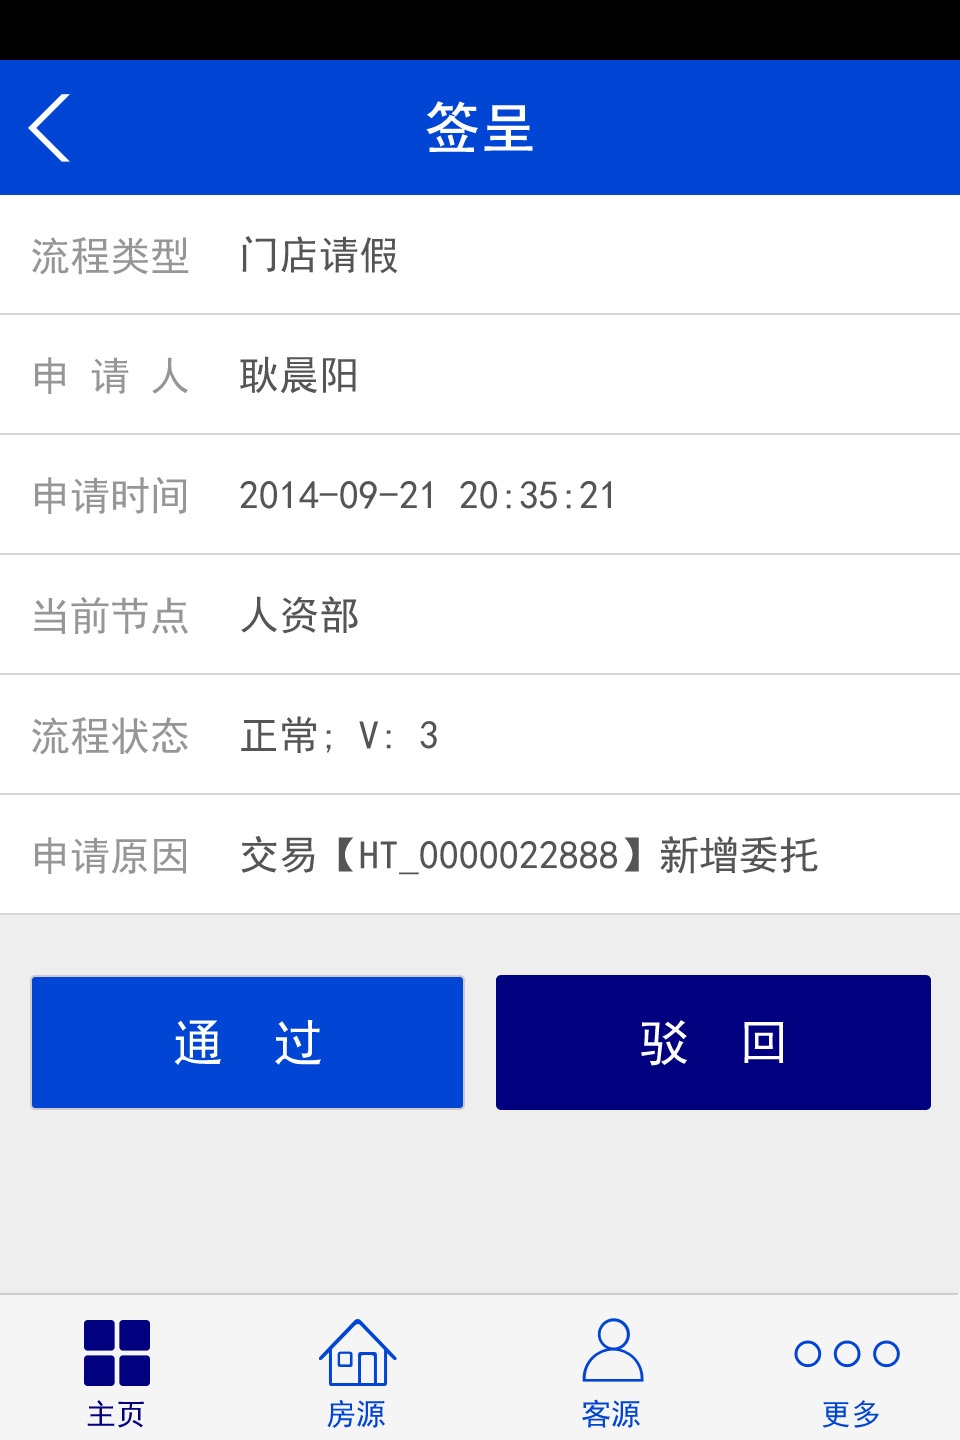 签呈
流程类型 门店请假
申 请 人 耿晨阳
申请时间 2014-09-21 20:35:21
当前节点 人资部
流程状态 正常; V: 3
申请原因 交易【HT_0000022888】新增委托
通 过 驳 回
主页 房源 客源 更多